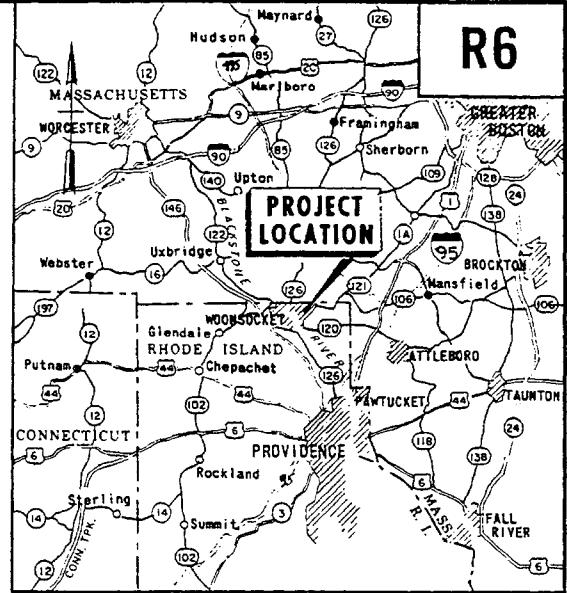 Maynard
126
R6
Hudson
27
12
85
122
495
20
MASSACHUSETTS
Marlboro
90
9
GREATER
BOSTON
WORCESTER
Framingham
9
90
126
Sherborn
85
140
Upton
109
128
20
146
1
24
BLACKSTONE
PROJECT
LOCATION
138
12
122
1A
95
Uxbridge
BROCKTON
Webster
16
126
121
Mansfield
106
106
197
WOONSOCKET
120
12
Glendale
RIVER
RHODE ISLAND
ATTLEBORO
Putnam
44
Chepachet
126
44
44
PAWTUCKET
44
TAUNTON
12
102
CONNECTICUT
6
PROVIDENCE
118
24
6
138
Rockland
6
95
MASS.
R. I.
Sterling
3
FALL
RIVER
14
14
Summit
CONN. TPK.
12
102
6